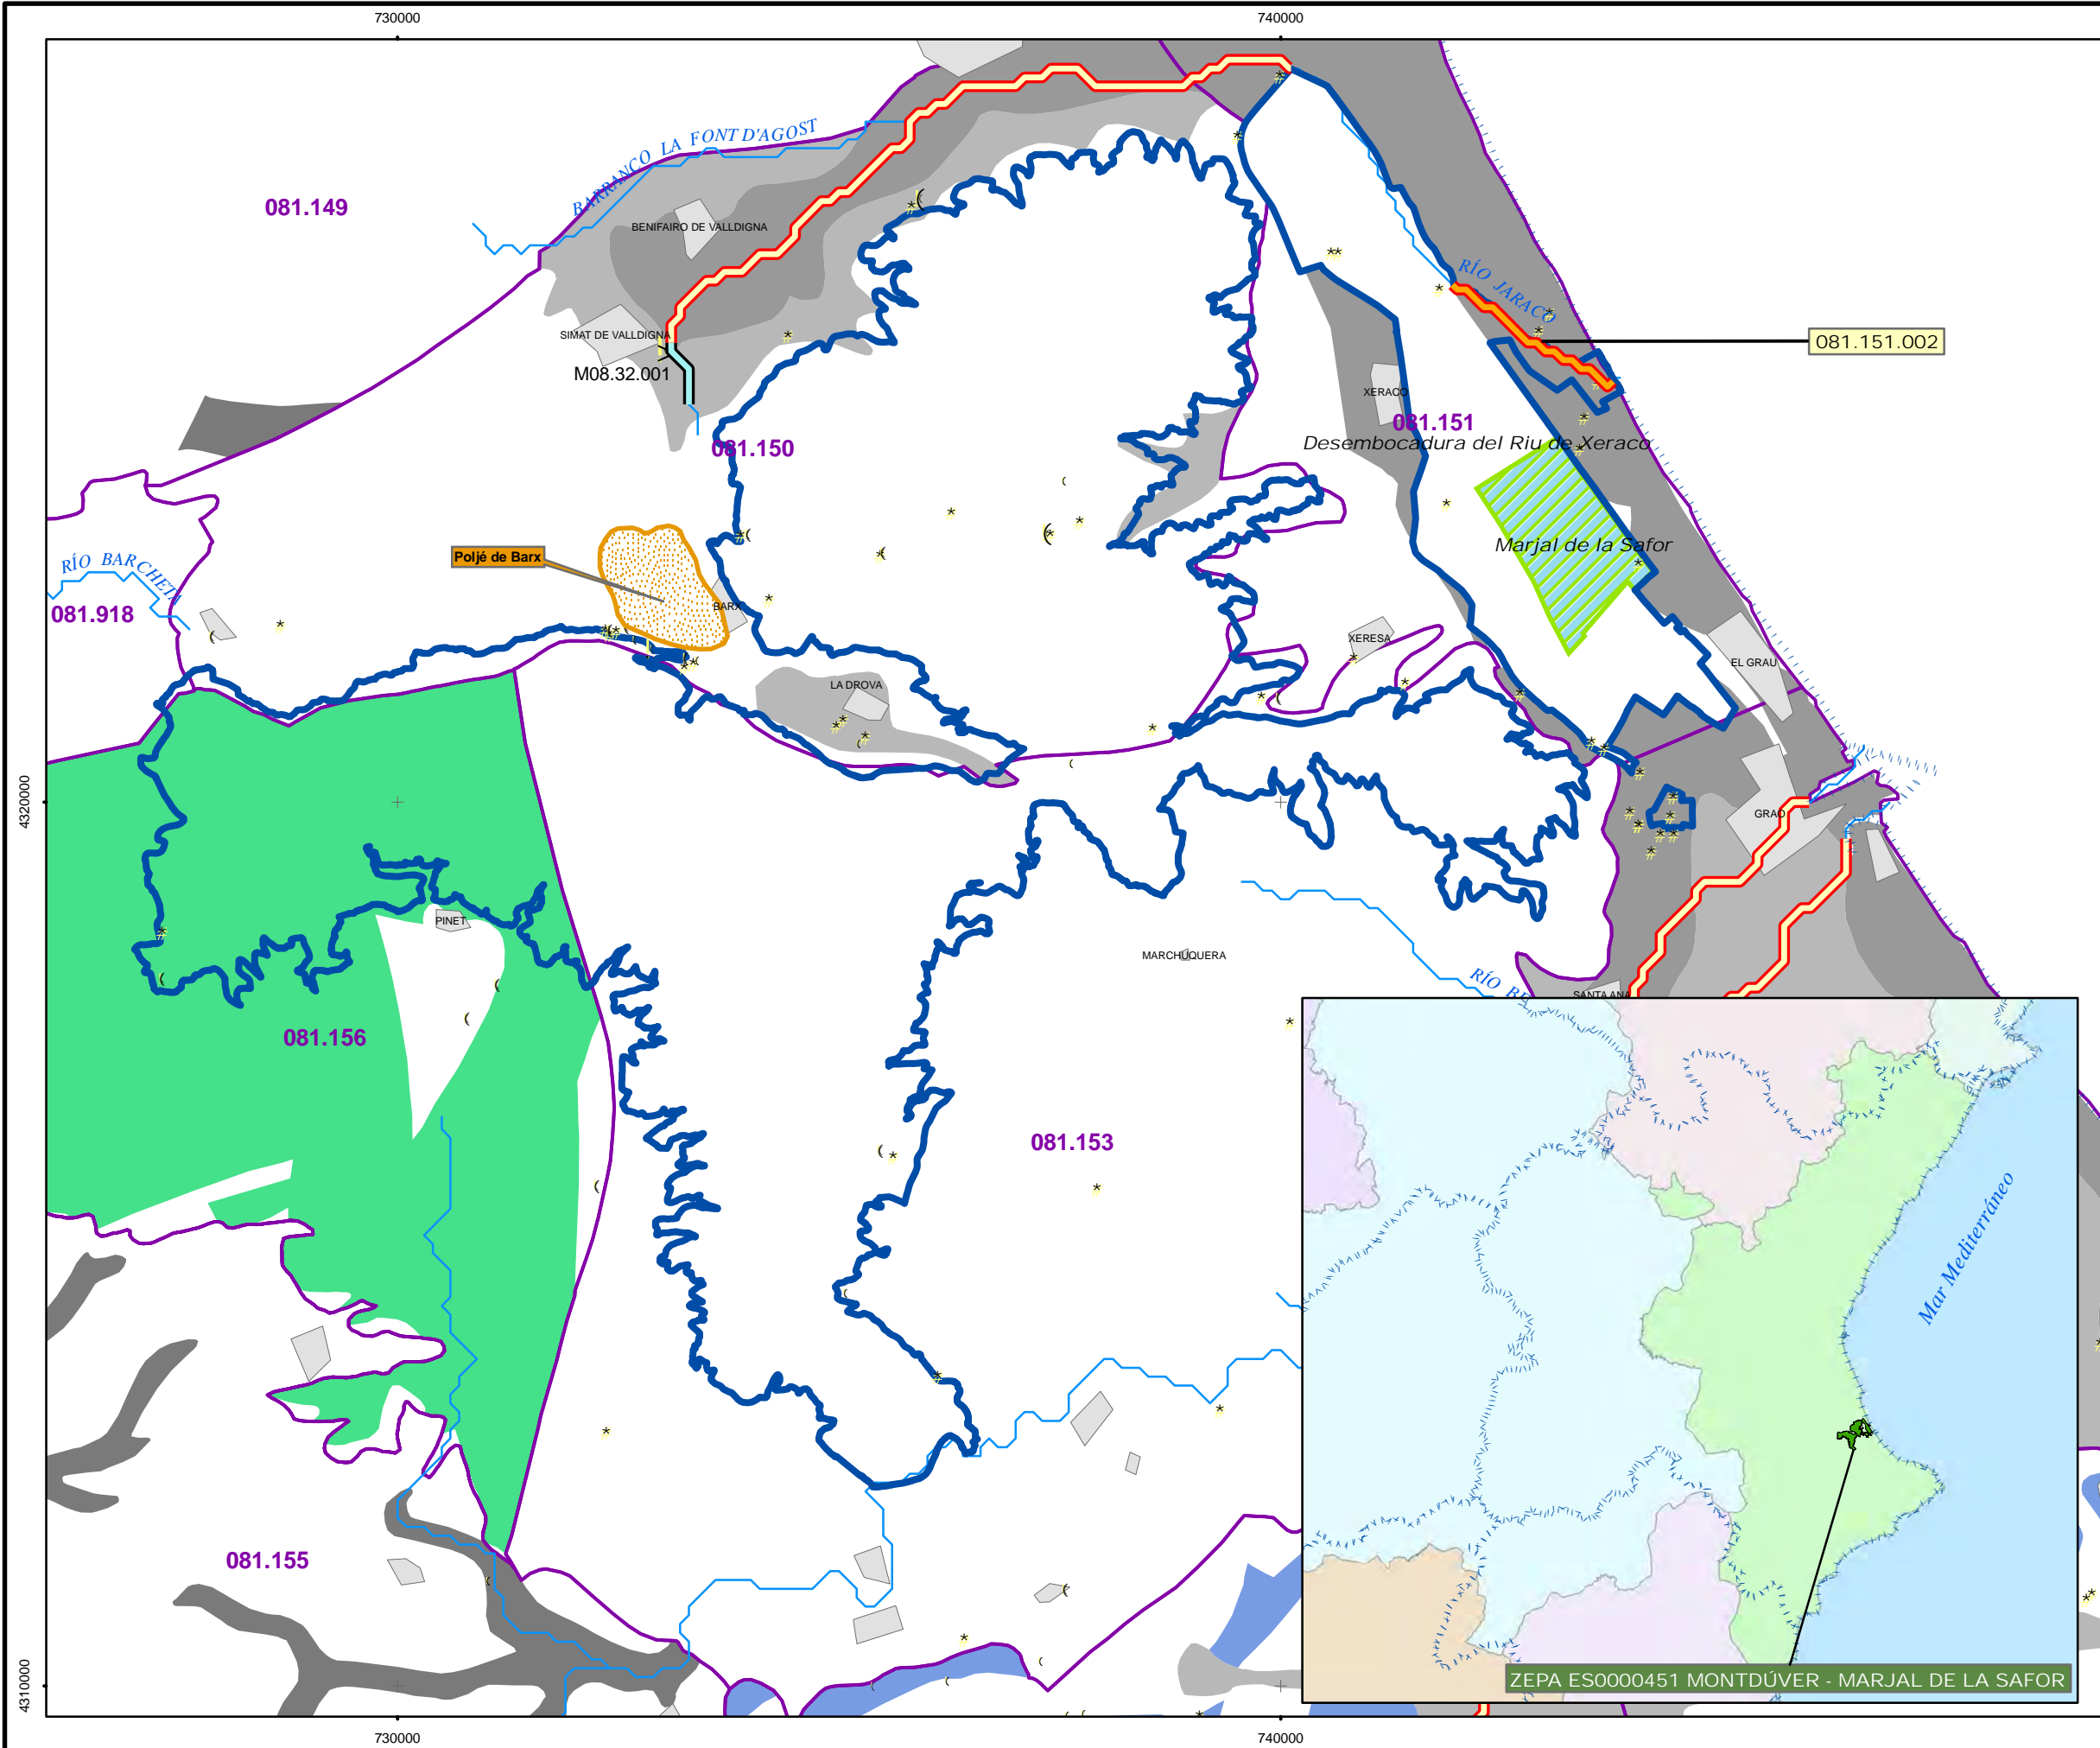 730000
740000
BARRANCO LA FONT D'AGOST
081.149
BENIFAIRO DE VALLDIGNA
RÍO JARACO
SIMAT DE VALLDIGNA
081.151.002
M08.32.001
XERACO
081.151
081.150
Desembocadura del Riu de Xeraco
Marjal de la Safor
Poljé de Barx
RÍO BARCHETA
BARX
081.918
XERESA
EL GRAU
LA DROVA
4320000
GRAO
PINET
MARCHUQUERA
RÍO
SANTA ANA
081.156
081.153
Mar Mediterráneo
081.155
4310000
ZEPA ES0000451 MONTDÚVER - MARJAL DE LA SAFOR
730000
740000